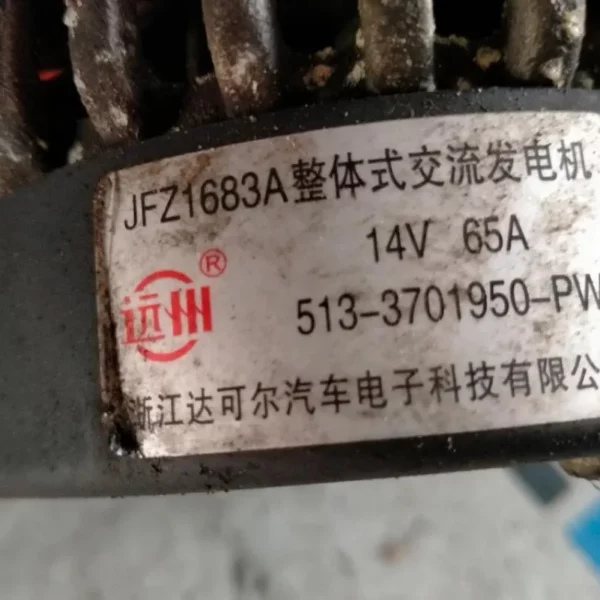 JFZ1683A整体式交流发电机
14V 65A
®
远州
513-3701950-PW
浙江达可尔汽车电子科技有限公